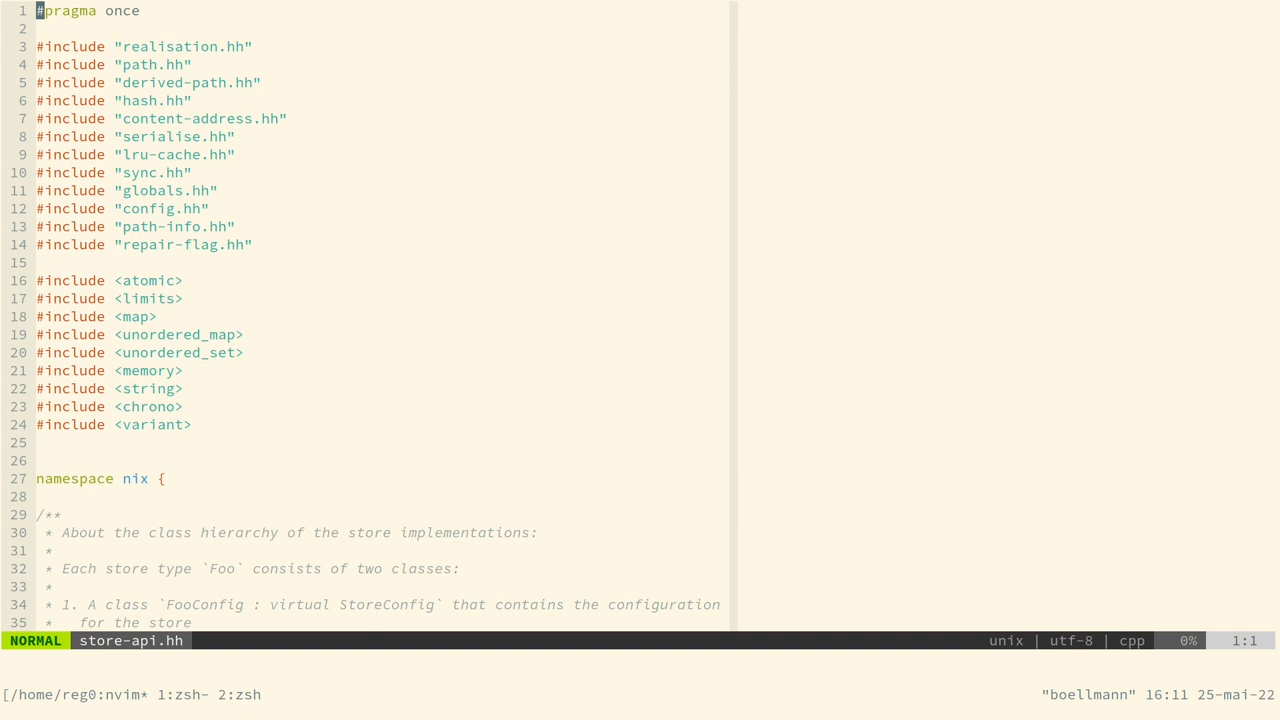 1 #pragma once
2
3 #include "realisation.hh"
4 #include "path.hh"
5 #include "derived-path.hh"
6 #include "hash.hh"
7 #include "content-address.hh"
8 #include "serialise.hh"
9 #include "lru-cache.hh"
10 #include "sync.hh"
11 #include "globals.hh"
12 #include "config.hh"
13 #include "path-info.hh"
14 #include "repair-flag.hh"
15
16 #include <atomic>
17 #include <limits>
18 #include <map>
19 #include <unordered_map>
20 #include <unordered_set>
21 #include <memory>
22 #include <string>
23 #include <chrono>
24 #include <variant>
25
26
27 namespace nix {
28
29 /**
30  * About the class hierarchy of the store implementations:
31  *
32  * Each store type `Foo` consists of two classes:
33  *
34  * 1. A class `FooConfig : virtual StoreConfig` that contains the configuration
35  *   for the store
NORMAL store-api.hh unix | utf-8 | cpp 0% 1:1
[/home/reg0:nvim* 1:zsh- 2:zsh "boellmann" 16:11 25-mai-22